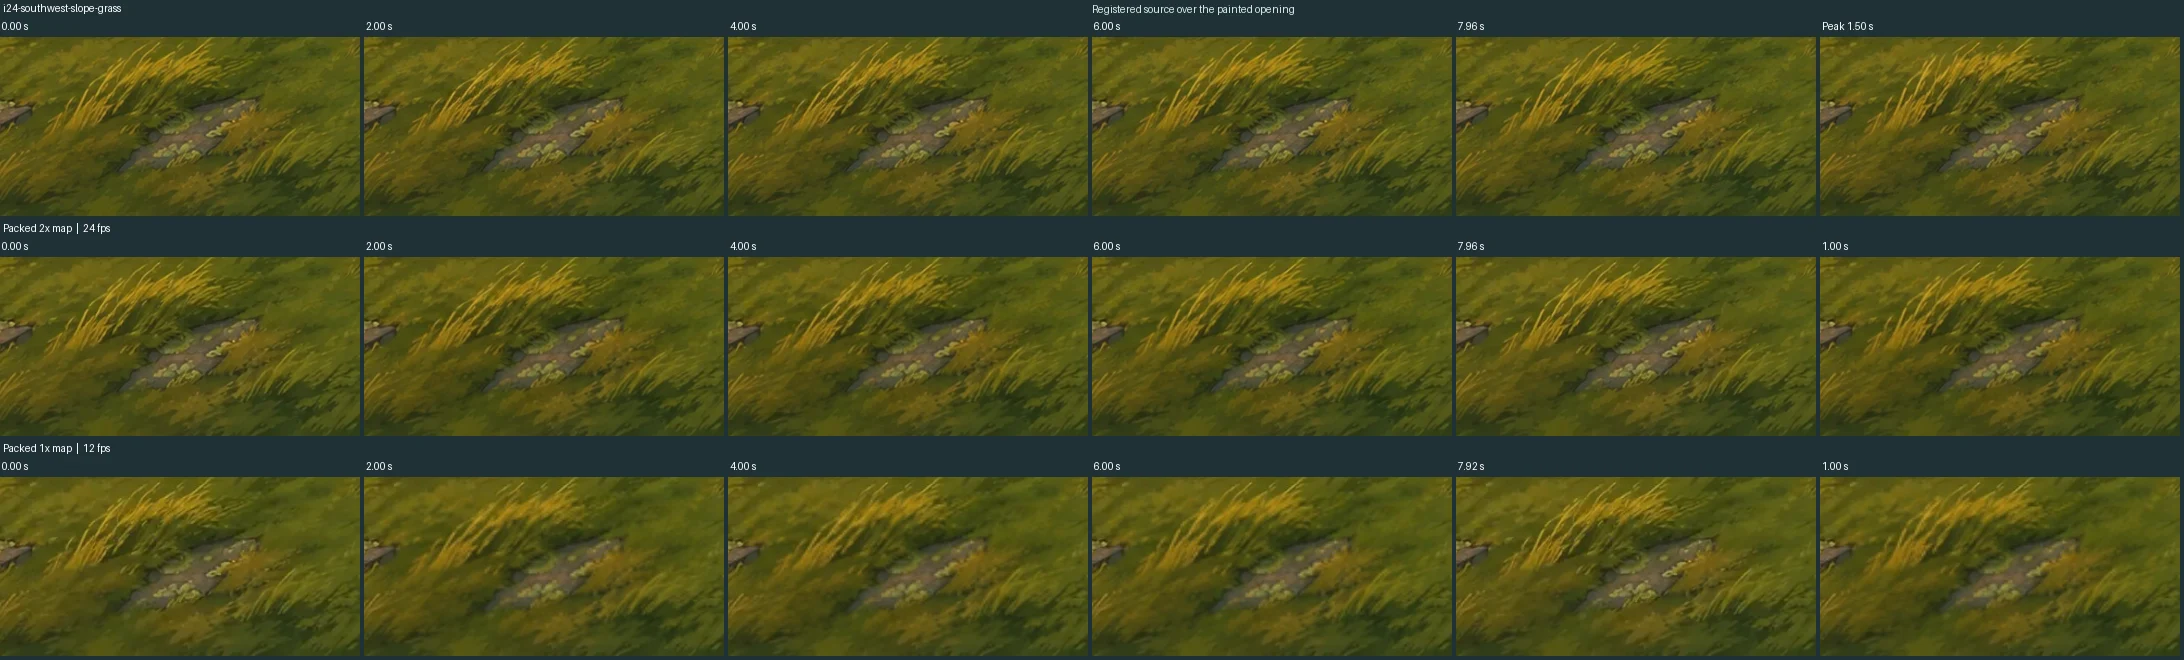 i24-southwest-slope-grass
Registered source over the painted opening
0.00 s
2.00 s
4.00 s
6.00 s
7.96 s
Peak 1.50 s
Packed 2x map | 24 fps
0.00 s
2.00 s
4.00 s
6.00 s
7.96 s
1.00 s
Packed 1x map | 12 fps
0.00 s
2.00 s
4.00 s
6.00 s
7.92 s
1.00 s